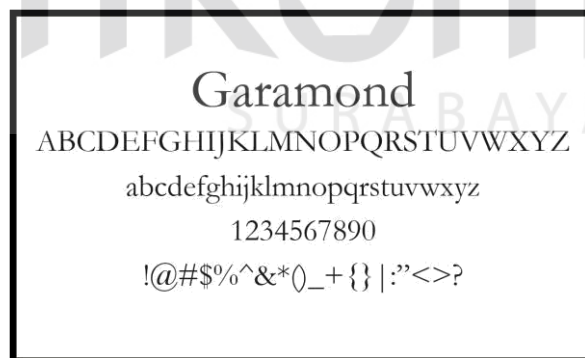 Garamond
SURABAYA
ABCDEFGHIJKLMNOPQRSTUVWXYZ
abcdefghijklmnopqrstuvwxyz
1234567890
!@#$%^&*()_+{}|:”<>?